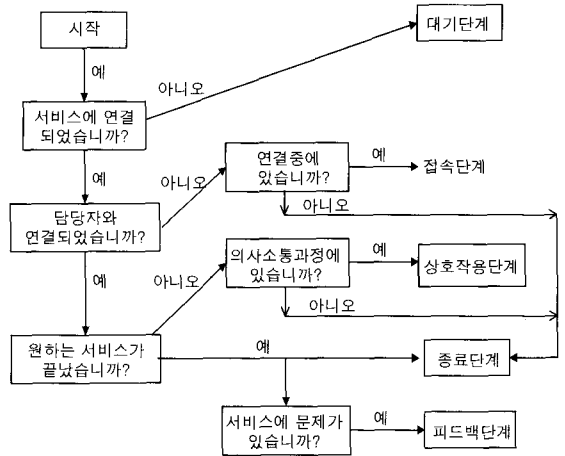 시작
대기단계
예
아니오
서비스에 연결
되었습니까?
예
아니오
연결중에
있습니까?
예
접속단계
아니오
담당자와
연결되었습니까?
예
아니오
의사소통과정에
있습니까?
예
상호작용단계
아니오
원하는 서비스가
끝났습니까?
예
종료단계
서비스에 문제가
있습니까?
예
피드백단계